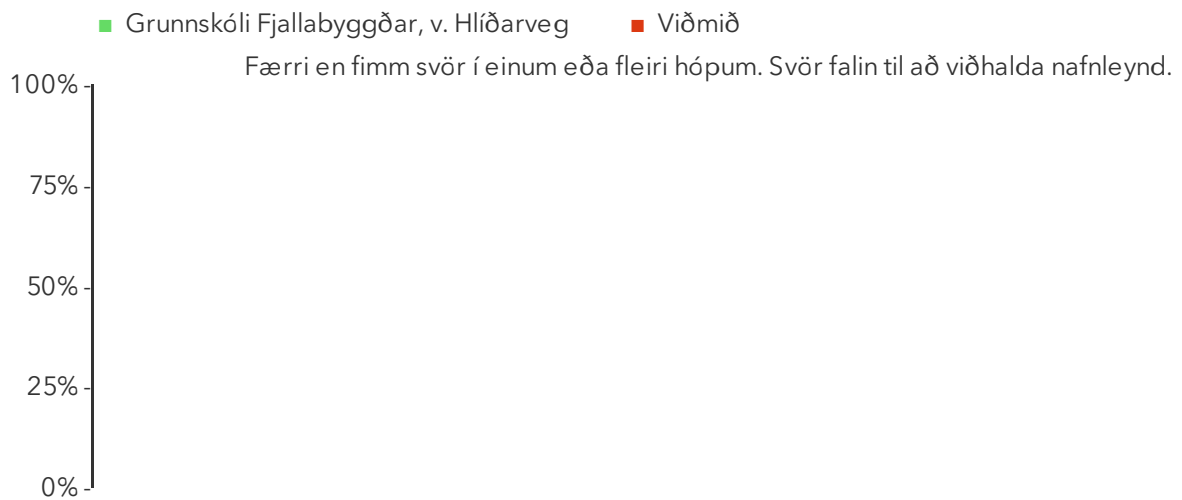 Grunnskóli Fjallabyggðar, v. Hlíðarveg Viðmið
Færri en fimm svör í einum eða fleiri hópum. Svör falin til að viðhalda nafnleynd.
100%
75%
50%
25%
0%